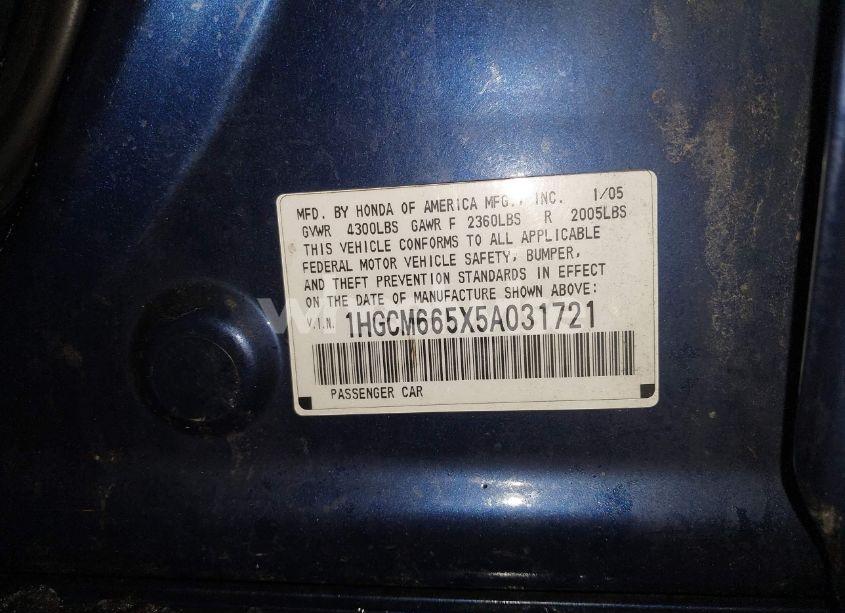 MFD. BY HONDA OF AMERICA MFG., INC. 1/05
GVWR 4300LBS GAWR F 2360LBS R 2005LBS
THIS VEHICLE CONFORMS TO ALL APPLICABLE
FEDERAL MOTOR VEHICLE SAFETY, BUMPER,
AND THEFT PREVENTION STANDARDS IN EFFECT
ON THE DATE OF MANUFACTURE SHOWN ABOVE:
V.I.N. 1HGCM665X5A031721
PASSENGER CAR